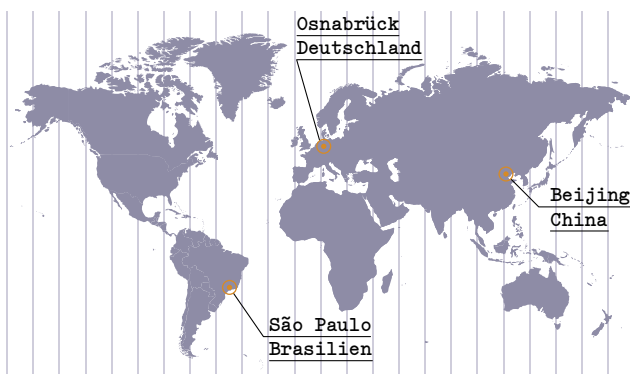 Osnabrück
Deutschland
Beijing
China
São Paulo
Brasilien